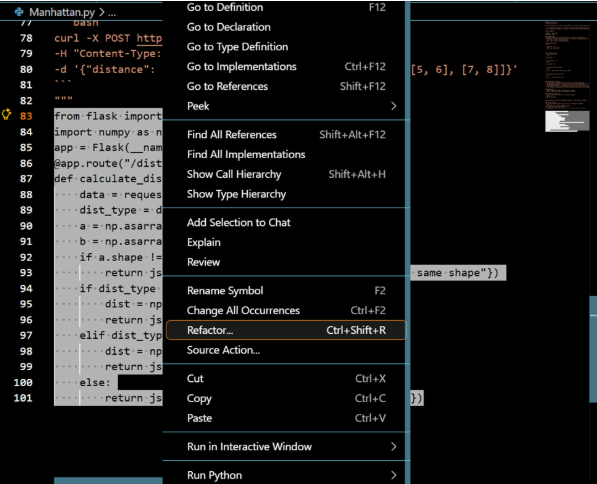 Manhattan.py > ...
77 bash
78 curl -X POST http
79 -H "Content-Type:
80 -d '{"distance": [5, 6], [7, 8]]}'
81 ```
82 """
83 from flask import
84 import numpy as n
85 app = Flask(__nam
86 @app.route("/dist
87 def calculate_dis
88 ····data = reques
89 ····dist_type = d
90 ····a = np.asarra
91 ····b = np.asarra
92 ····if a.shape !=
93 ········return js same shape"})
94 ····if dist_type
95 ········dist = np
96 ········return js
97 ····elif dist_typ
98 ········dist = np
99 ········return js
100 ····else:
101 ········return js })
Go to Definition F12
Go to Declaration
Go to Type Definition
Go to Implementations Ctrl+F12
Go to References Shift+F12
Peek >
Find All References Shift+Alt+F12
Find All Implementations
Show Call Hierarchy Shift+Alt+H
Show Type Hierarchy
Add Selection to Chat
Explain
Review
Rename Symbol F2
Change All Occurrences Ctrl+F2
Refactor... Ctrl+Shift+R
Source Action...
Cut Ctrl+X
Copy Ctrl+C
Paste Ctrl+V
Run in Interactive Window >
Run Python >